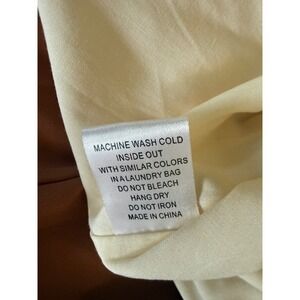 MACHINE WASH COLD
INSIDE OUT
WITH SIMILAR COLORS
IN A LAUNDRY BAG
DO NOT BLEACH
HANG DRY
DO NOT IRON
MADE IN CHINA